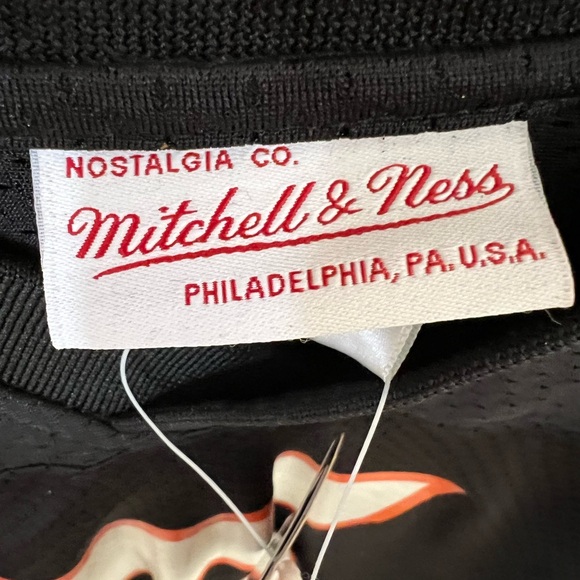 NOSTALGIA CO.
Mitchell & Ness
PHILADELPHIA, PA. U.S.A.